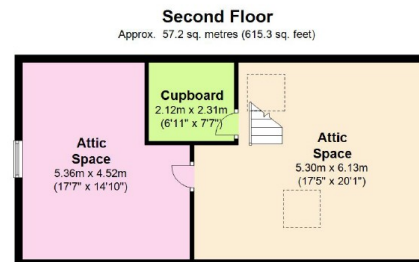 Second Floor
Approx. 57.2 sq. metres (615.3 sq. feet)
Cupboard
2.12m x 2.31m
(6'11" x 7'7")
Attic
Space
5.36m x 4.52m
(17'7" x 14'10")
Attic
Space
5.30m x 6.13m
(17'5" x 20'1")